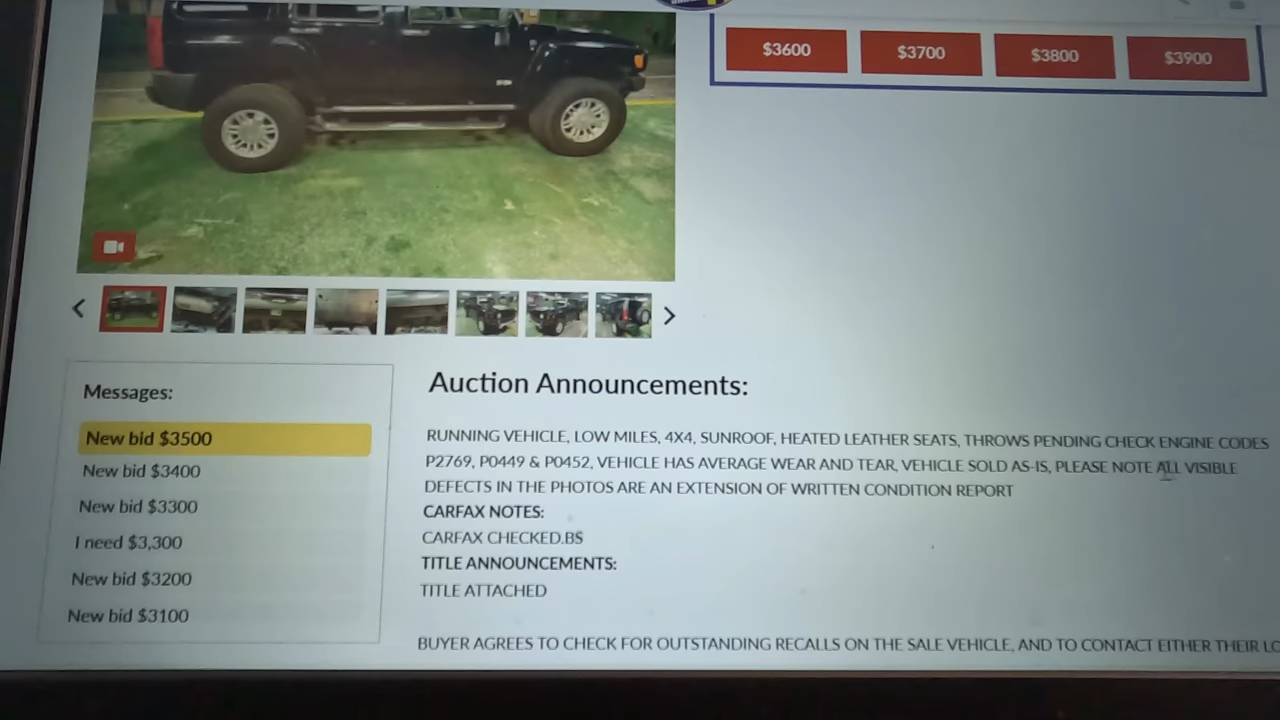 $3600 $3700 $3800 $3900
Messages:
New bid $3500
New bid $3400
New bid $3300
I need $3,300
New bid $3200
New bid $3100
Auction Announcements:
RUNNING VEHICLE, LOW MILES, 4X4, SUNROOF, HEATED LEATHER SEATS, THROWS PENDING CHECK ENGINE CODES
P2769, P0449 & P0452, VEHICLE HAS AVERAGE WEAR AND TEAR, VEHICLE SOLD AS-IS, PLEASE NOTE ALL VISIBLE
DEFECTS IN THE PHOTOS ARE AN EXTENSION OF WRITTEN CONDITION REPORT
CARFAX NOTES:
CARFAX CHECKED.BS
TITLE ANNOUNCEMENTS:
TITLE ATTACHED
BUYER AGREES TO CHECK FOR OUTSTANDING RECALLS ON THE SALE VEHICLE, AND TO CONTACT EITHER THEIR